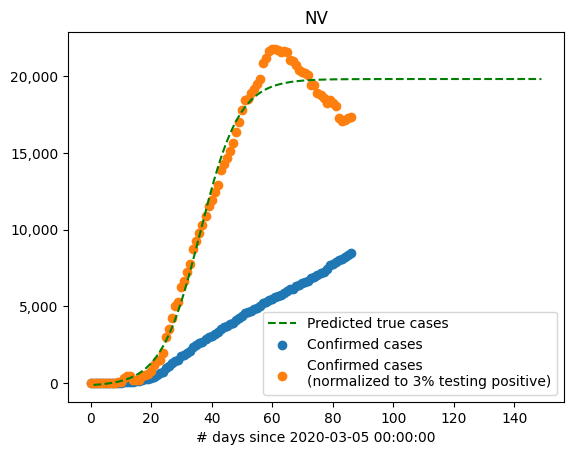 NV
20,000
15,000
10,000
5,000
0
Predicted true cases
Confirmed cases
Confirmed cases
(normalized to 3% testing positive)
0 20 40 60 80 100 120 140
# days since 2020-03-05 00:00:00